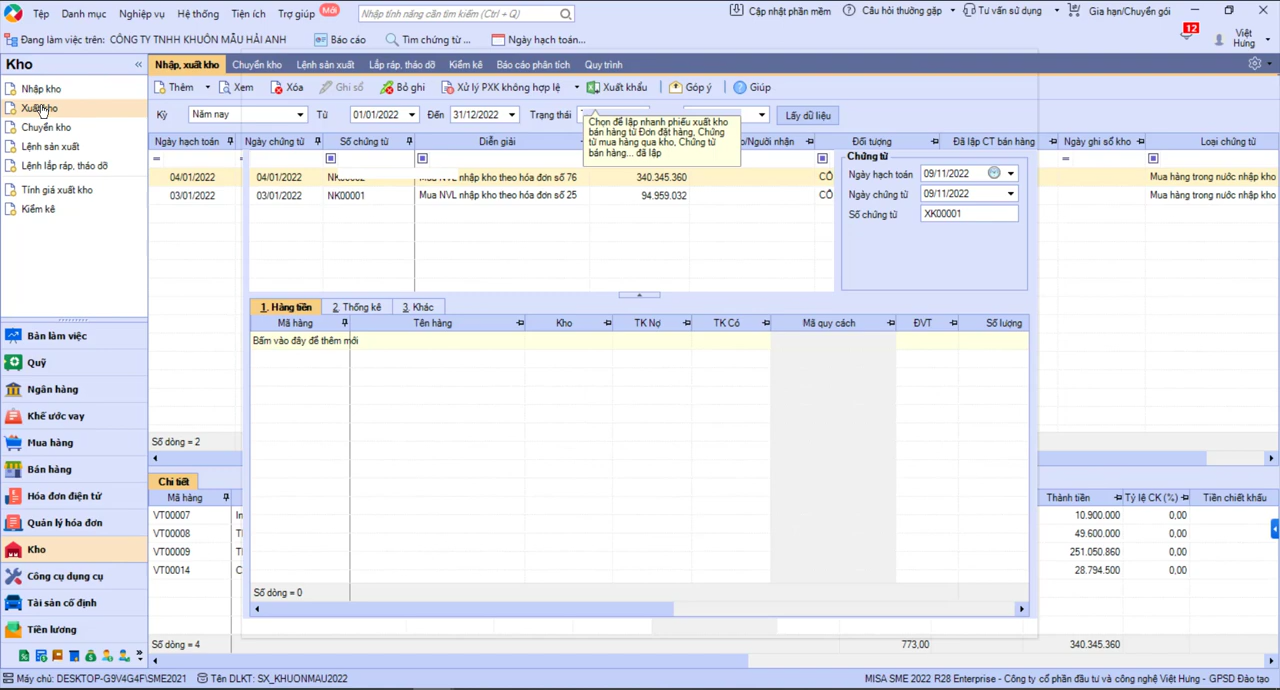 Tệp Danh mục Nghiệp vụ Hệ thống Tiện ích Trợ giúp Mới Nhập chức năng cần tìm kiếm (Ctrl + Q) Cập nhật phần mềm Câu hỏi thường gặp Tư vấn sử dụng Gia hạn/Chuyển gói
Đang làm việc trên: CÔNG TY TNHH KHUÔN MẪU HẢI ANH Báo cáo Tìm chứng từ ... Ngày hạch toán... 12 Việt Hưng
Kho « Nhập, xuất kho Chuyển kho Lệnh sản xuất Lắp ráp, tháo dỡ Kiểm kê Báo cáo phân tích Quy trình
Nhập kho
Xuất kho
Chuyển kho
Lệnh sản xuất
Lệnh lắp ráp, tháo dỡ
Tính giá xuất kho
Kiểm kê
Thêm Xem Xóa Ghi sổ Bỏ ghi Xử lý PXK không hợp lệ Xuất khẩu Góp ý Giúp
Kỳ Năm nay Từ 01/01/2022 Đến 31/12/2022 Trạng thái Lấy dữ liệu
Chọn để lập nhanh phiếu xuất kho
bán hàng từ Đơn đặt hàng, Chứng
từ mua hàng qua kho, Chứng từ
bán hàng... đã lập
Ngày hạch toán Ngày chứng từ Số chứng từ Diễn giải o/Người nhận Đối tượng Đã lập CT bán hàng Ngày ghi sổ kho Loại chứng từ
= =
04/01/2022 04/01/2022 NK00002 Mua NVL nhập kho theo hóa đơn số 76 340.345.360 CÔ Mua hàng trong nước nhập kho
03/01/2022 03/01/2022 NK00001 Mua NVL nhập kho theo hóa đơn số 25 94.959.032 CÔ Mua hàng trong nước nhập kho
Chứng từ
Ngày hạch toán 09/11/2022
Ngày chứng từ 09/11/2022
Số chứng từ XK00001
1. Hàng tiền 2. Thống kê 3. Khác
Mã hàng Tên hàng Kho TK Nợ TK Có Mã quy cách ĐVT Số lượng
Bấm vào đây để thêm mới
Số dòng = 0
Số dòng = 2
Chi tiết
Mã hàng Thành tiền Tỷ lệ CK (%) Tiền chiết khấu
VT00007 10.900.000 0,00
VT00008 49.600.000 0,00
VT00009 251.050.860 0,00
VT00014 28.794.500 0,00
Số dòng = 4 773,00 340.345.360
Bàn làm việc
Quỹ
Ngân hàng
Khế ước vay
Mua hàng
Bán hàng
Hóa đơn điện tử
Quản lý hóa đơn
Kho
Công cụ dụng cụ
Tài sản cố định
Tiền lương
Máy chủ: DESKTOP-G9V4G4F\SME2021 Tên DLKT: SX_KHUONMAU2022 MISA SME 2022 R28 Enterprise - Công ty cổ phần đầu tư và công nghệ Việt Hưng - GPSD Đào tạo